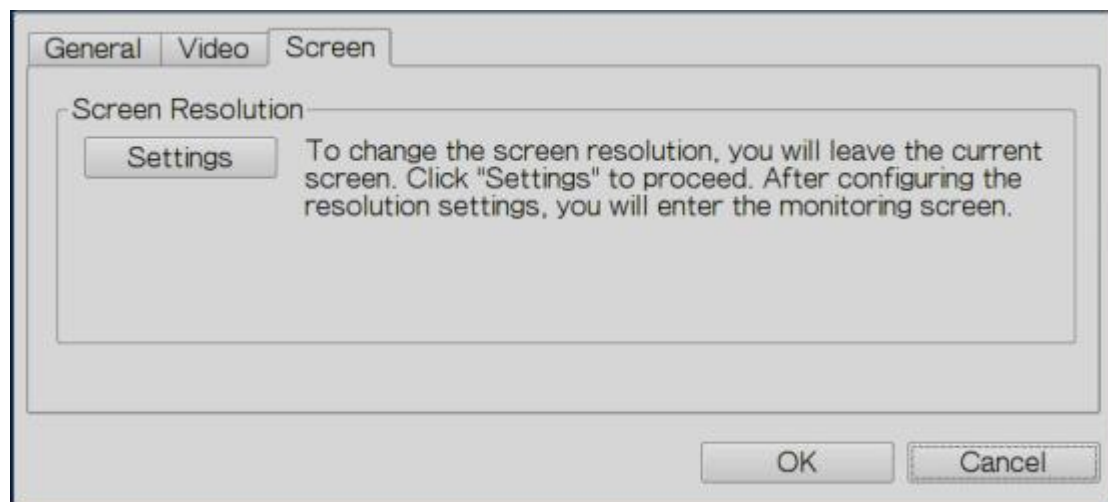 General Video Screen
Screen Resolution
Settings
To change the screen resolution, you will leave the current
screen. Click "Settings" to proceed. After configuring the
resolution settings, you will enter the monitoring screen.
OK Cancel